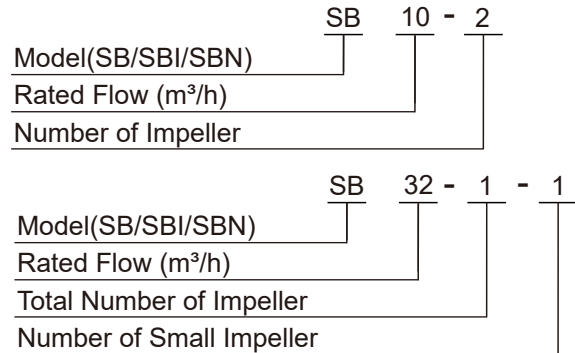 SB 10 - 2
Model(SB/SBI/SBN)
Rated Flow (m³/h)
Number of Impeller
SB 32 - 1 - 1
Model(SB/SBI/SBN)
Rated Flow (m³/h)
Total Number of Impeller
Number of Small Impeller